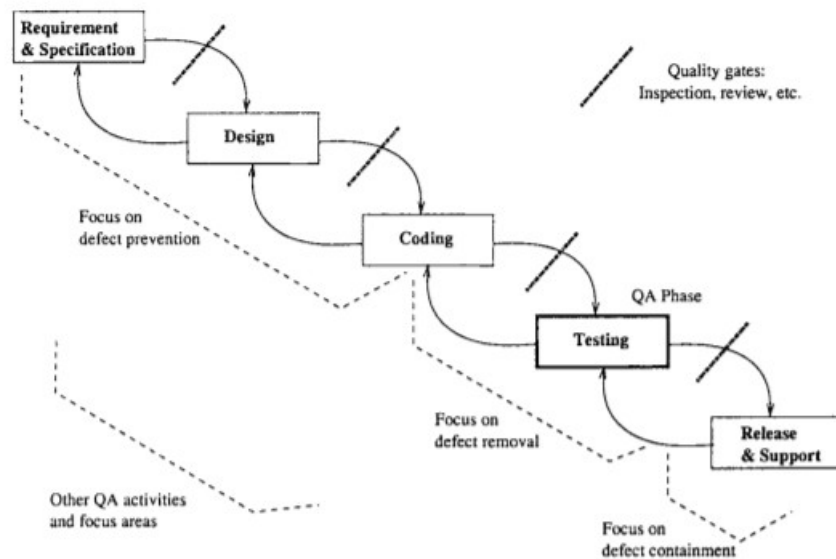 Requirement
& Specification
Quality gates:
Inspection, review, etc.
Design
Focus on
defect prevention
Coding
QA Phase
Testing
Focus on
defect removal
Release
& Support
Other QA activities
and focus areas
Focus on
defect containment